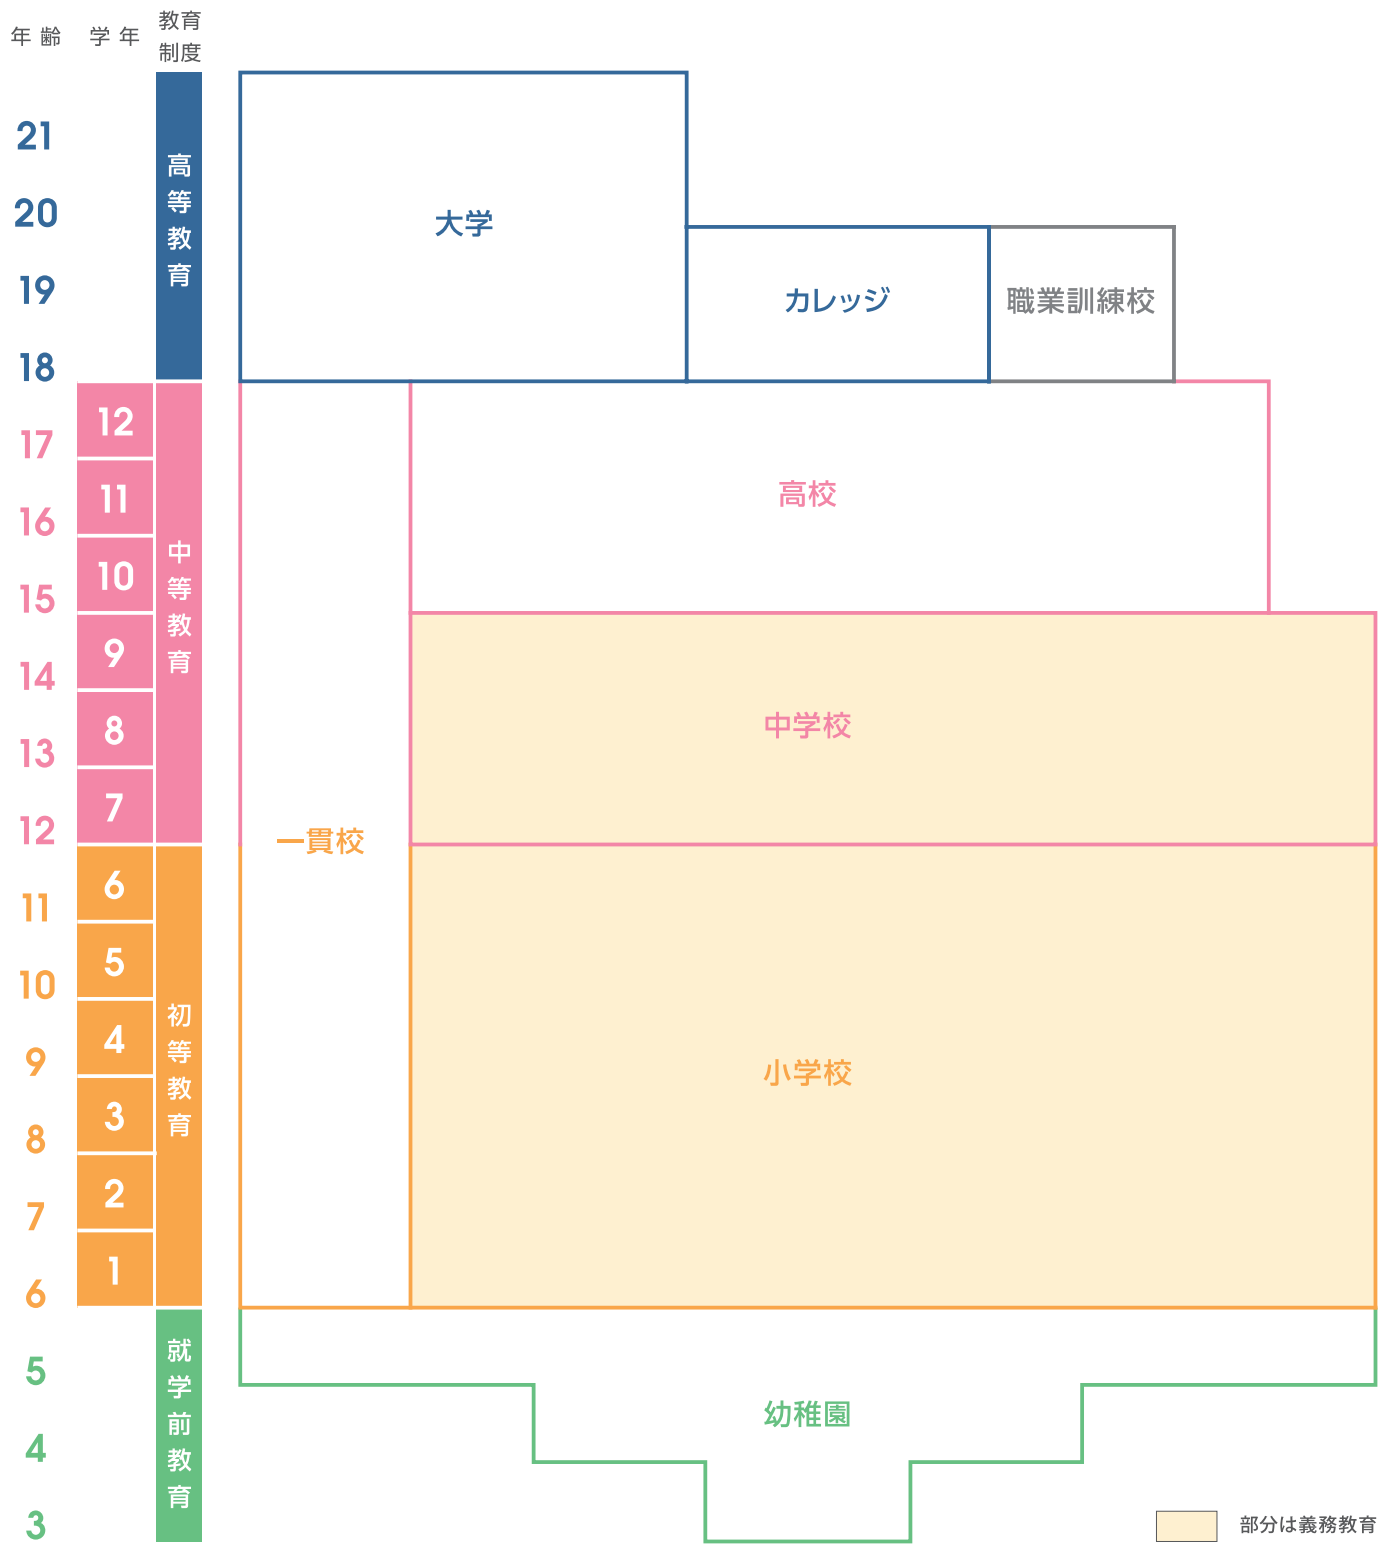 年齢
学年
教育
制度
21
20
19
18
17
16
15
14
13
12
11
10
9
8
7
6
5
4
3
12
11
10
9
8
7
6
5
4
3
2
1
高等教育
中等教育
初等教育
就学前教育
大学
カレッジ
職業訓練校
高校
中学校
一貫校
小学校
幼稚園
部分は義務教育